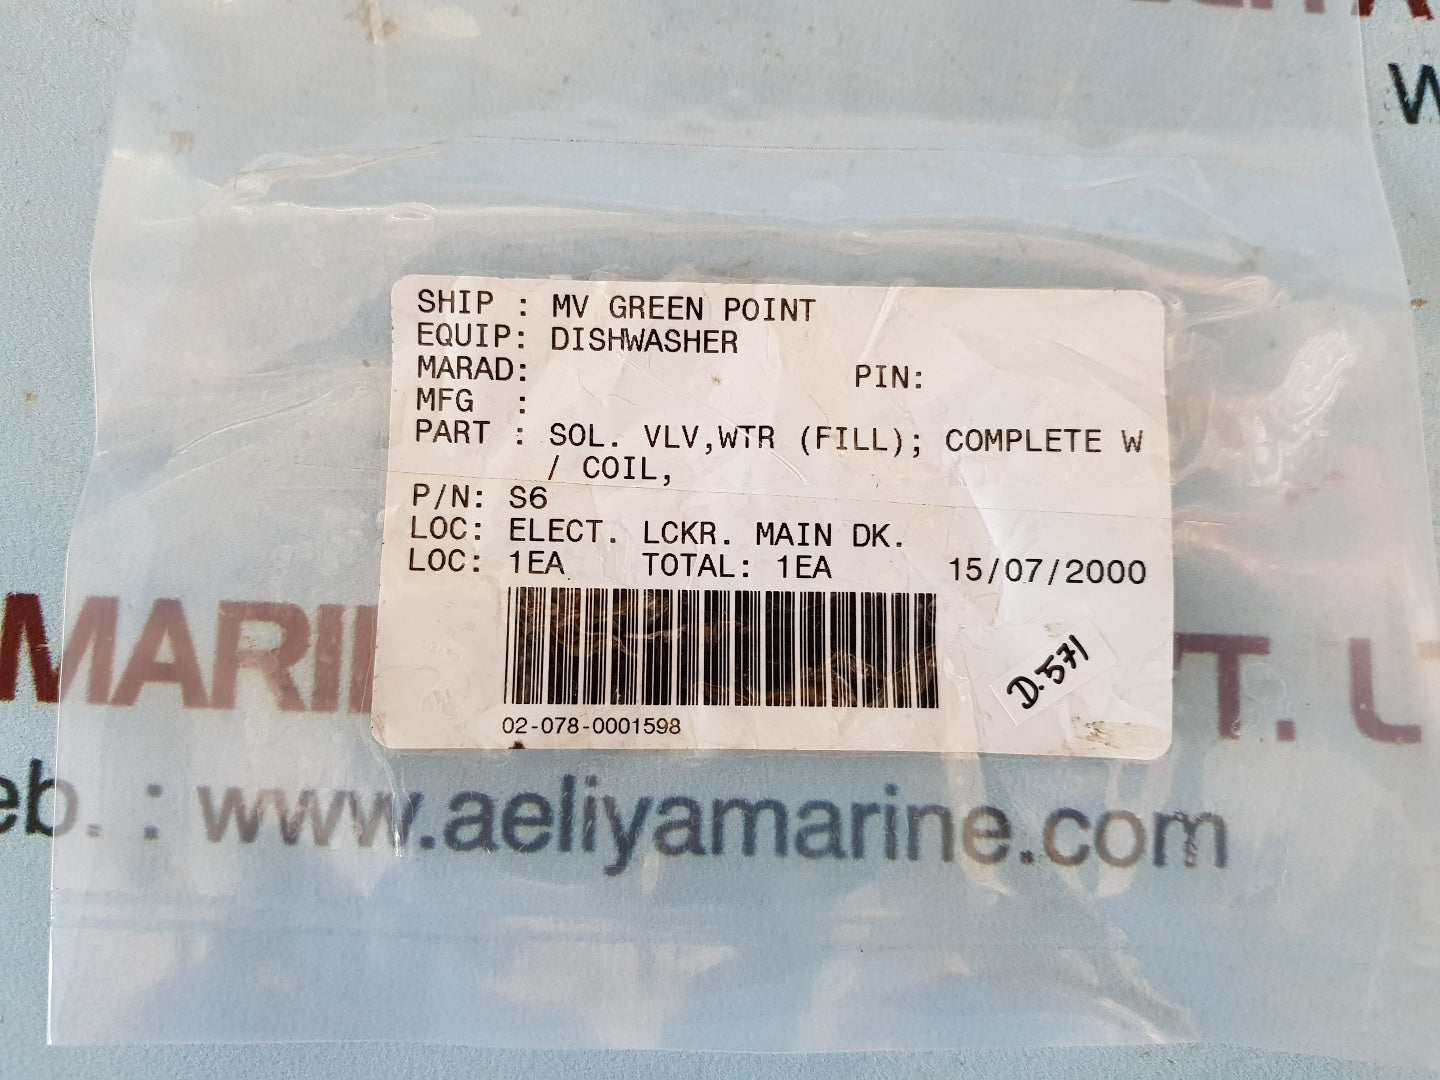 W
SHIP : MV GREEN POINT
EQUIP: DISHWASHER
MARAD: PIN:
MFG :
PART : SOL. VLV,WTR (FILL); COMPLETE W
/ COIL,
P/N: S6
LOC: ELECT. LCKR. MAIN DK.
LOC: 1EA TOTAL: 1EA 15/07/2000
D.571
02-078-0001598
MARI VT. LT
eb. : www.aeliyamarine.com